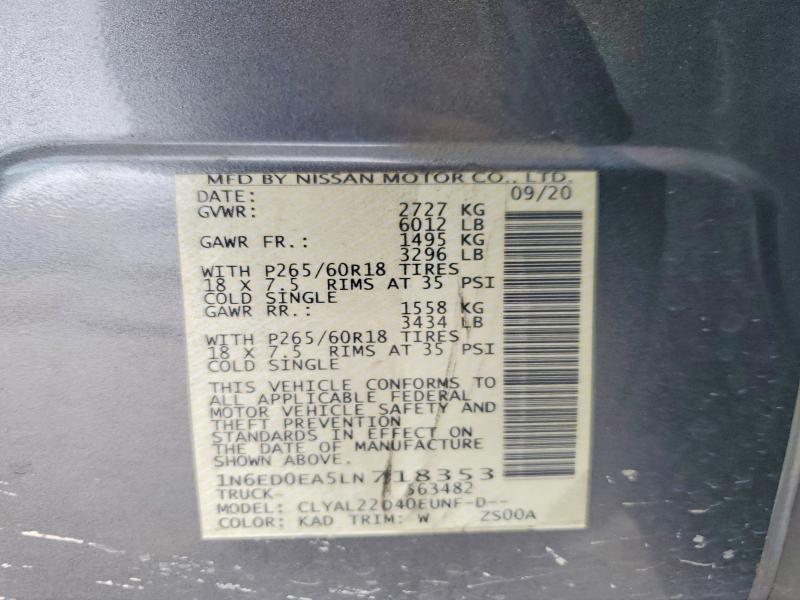 MFD BY NISSAN MOTOR CO., LTD.
DATE: 09/20
GVWR: 2727 KG
6012 LB
GAWR FR.: 1495 KG
3296 LB
WITH P265/60R18 TIRES
18 X 7.5 RIMS AT 35 PSI
COLD SINGLE
GAWR RR.: 1558 KG
3434 LB
WITH P265/60R18 TIRES
18 X 7.5 RIMS AT 35 PSI
COLD SINGLE
THIS VEHICLE CONFORMS TO
ALL APPLICABLE FEDERAL
MOTOR VEHICLE SAFETY AND
THEFT PREVENTION
STANDARDS IN EFFECT ON
THE DATE OF MANUFACTURE
SHOWN ABOVE.
1N6ED0EA5LN718353
TRUCK- 563482
MODEL: CLYAL22D40EUNF-D--
COLOR: KAD TRIM: W ZS00A